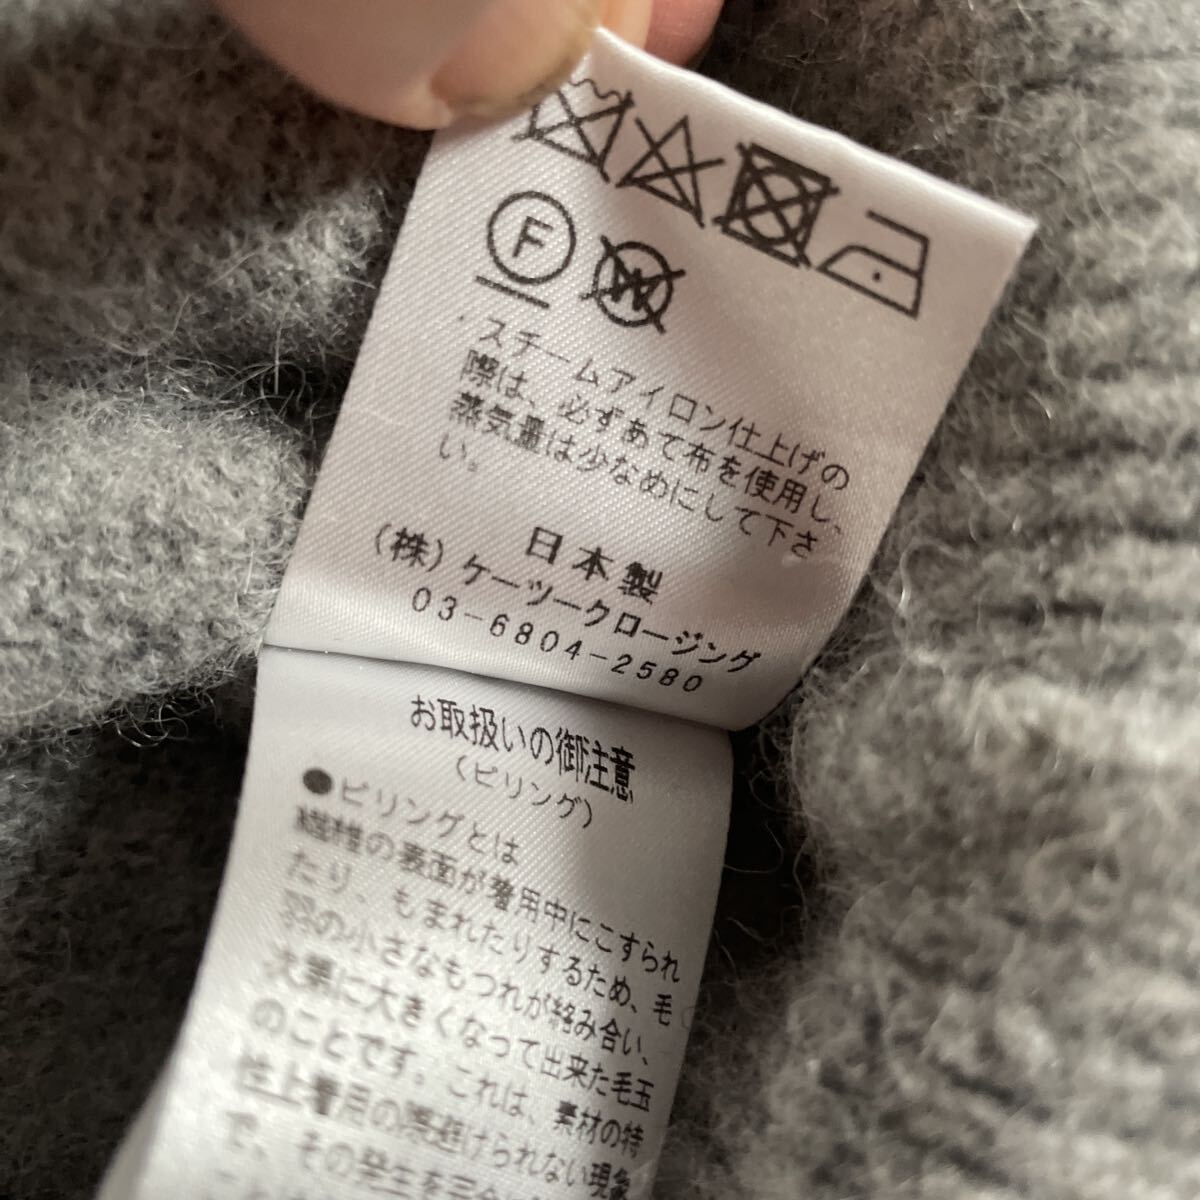 F
W
・スチームアイロン仕上げの
際は、必ずあて布を使用し、
蒸気量は少なめにして下さ
い。
日本製
(株)ケーツークロージング
03-6804-2580
お取扱いの御注意
(ピリング)
●ピリングとは
繊維の表面が着用中にこすられ
たり、もまれたりするため、毛
羽の小さなもつれが絡み合い、
次第に大きくなって出来た毛玉
のことです。これは、素材の特
性上着用の際避けられない現象
で、その発生を完全に